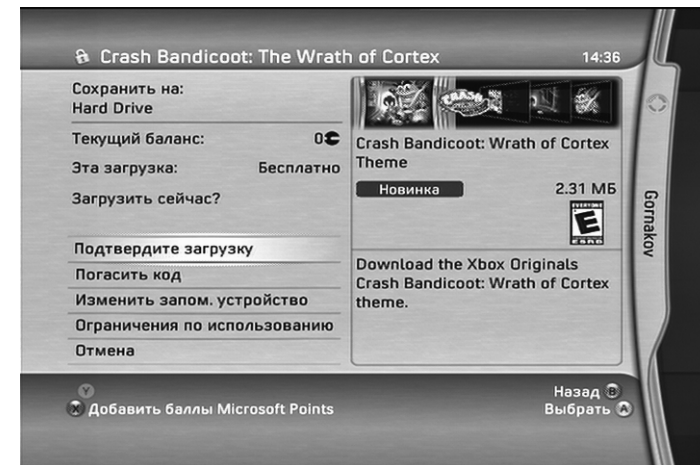 Crash Bandicoot: The Wrath of Cortex
14:36
Сохранить на:
Hard Drive
Текущий баланс: 0
Эта загрузка: Бесплатно
Загрузить сейчас?
Подтвердите загрузку
Погасить код
Изменить запом. устройство
Ограничения по использованию
Отмена
CRASH
Crash Bandicoot: Wrath of Cortex
Theme
Новинка 2.31 МБ
EVERYONE
E
ESRB
Download the Xbox Originals
Crash Bandicoot: Wrath of Cortex
theme.
Gornakov
Y
X Добавить баллы Microsoft Points
Назад B
Выбрать A